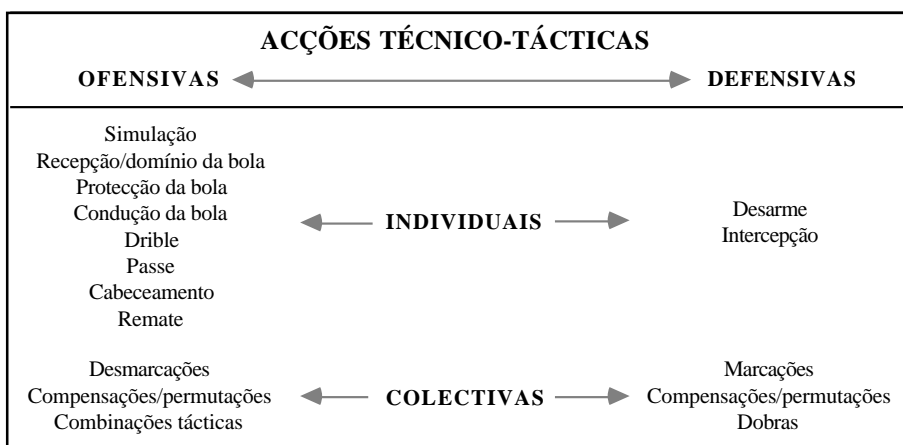 ACÇÕES TÉCNICO-TÁCTICAS
OFENSIVAS DEFENSIVAS
Simulação
Recepção/domínio da bola
Protecção da bola
Condução da bola
Drible
Passe
Cabeceamento
Remate
INDIVIDUAIS
Desarme
Intercepção
Desmarcações
Compensações/permutações
Combinações tácticas
COLECTIVAS
Marcações
Compensações/permutações
Dobras